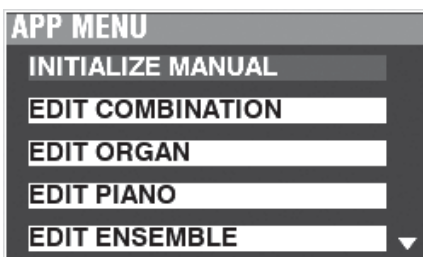 APP MENU
INITIALIZE MANUAL
EDIT COMBINATION
EDIT ORGAN
EDIT PIANO
EDIT ENSEMBLE